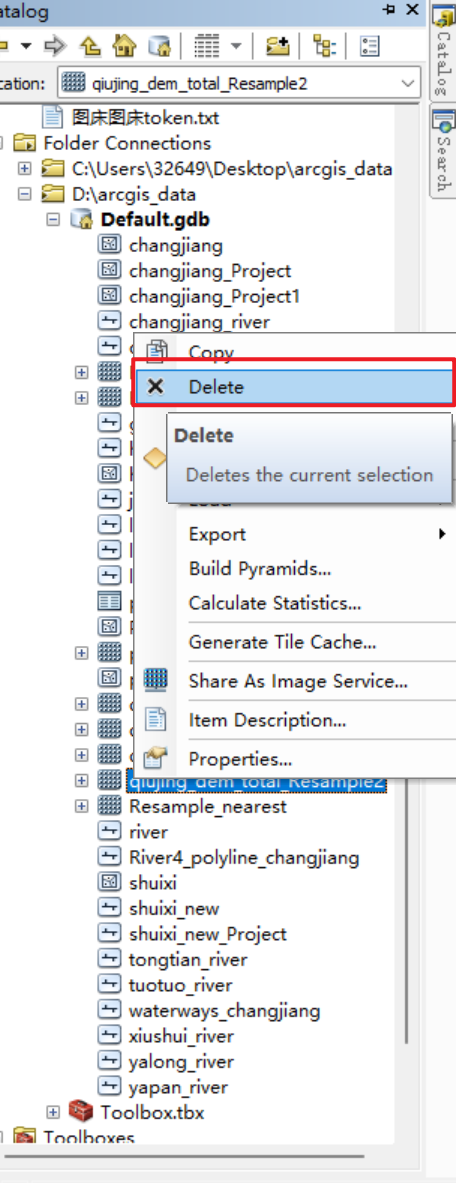 Catalog
cation:
qiujing_dem_total_Resample2
图床图床token.txt
Folder Connections
C:\Users\32649\Desktop\arcgis_data
D:\arcgis_data
Default.gdb
changjiang
changjiang_Project
changjiang_Project1
changjiang_river
Copy
Delete
Delete
Deletes the current selection
Load
Export
Build Pyramids...
Calculate Statistics...
Generate Tile Cache...
Share As Image Service...
Item Description...
Properties...
qiujing_dem_total_Resample2
Resample_nearest
river
River4_polyline_changjiang
shuixi
shuixi_new
shuixi_new_Project
tongtian_river
tuotuo_river
waterways_changjiang
xiushui_river
yalong_river
yapan_river
Toolbox.tbx
Toolboxes
Catalog
Search